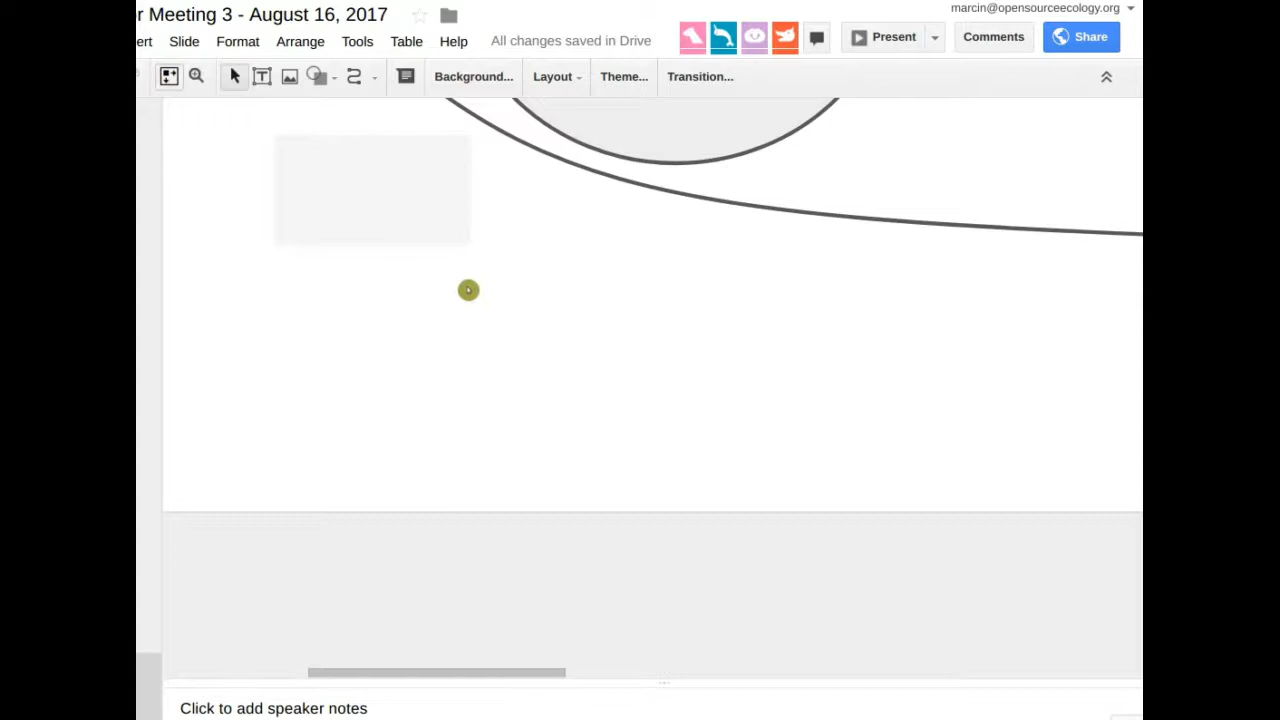 r Meeting 3 - August 16, 2017
marcin@opensourceecology.org
ert Slide Format Arrange Tools Table Help All changes saved in Drive
Present Comments Share
Background... Layout Theme... Transition...
Click to add speaker notes